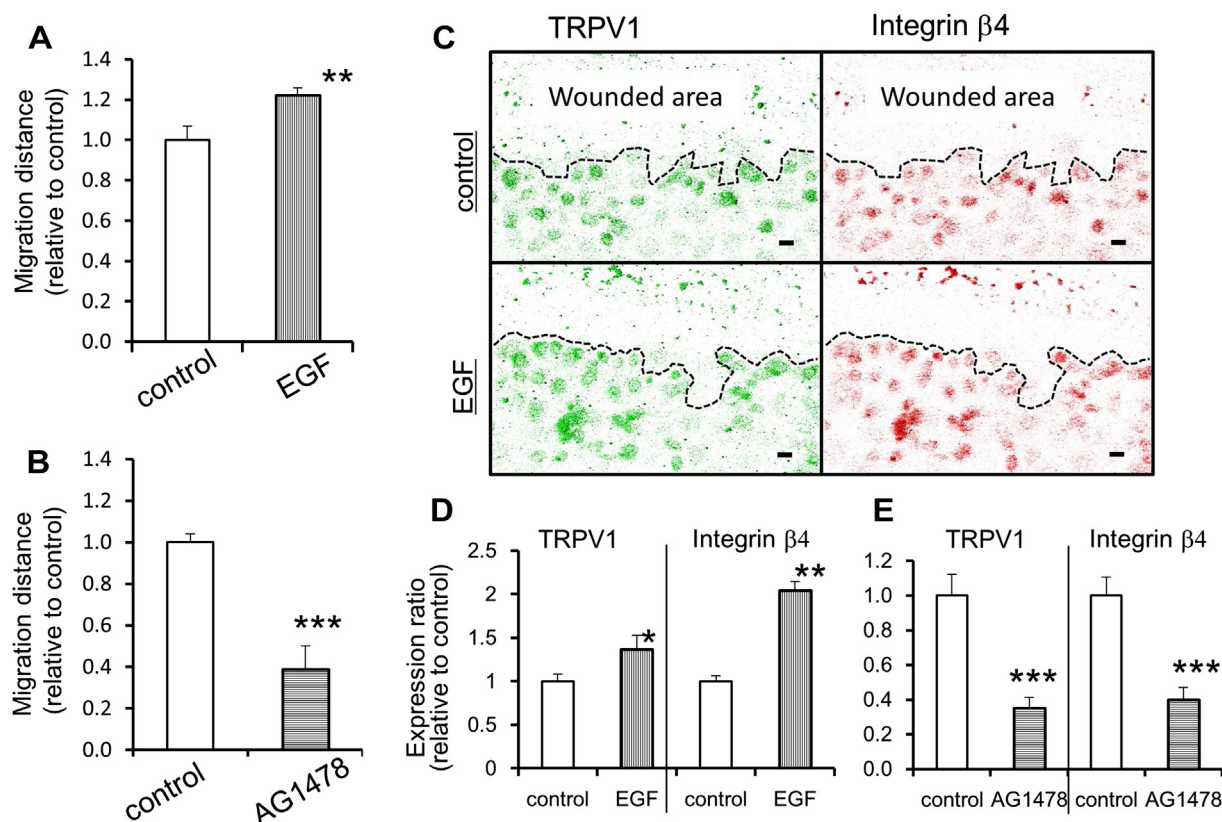 A
1.4
1.2
1.0
0.8
0.6
0.4
0.2
0.0
Migration distance
(relative to control)
**
control
EGF
B
1.4
1.2
1.0
0.8
0.6
0.4
0.2
0.0
Migration distance
(relative to control)
***
control
AG1478
C
TRPV1
Integrin β4
control
Wounded area
Wounded area
EGF
D
TRPV1
Integrin β4
2.5
2
1.5
1
0.5
0
Expression ratio
(relative to control)
*
**
control
EGF
control
EGF
E
TRPV1
Integrin β4
1.2
1.0
0.8
0.6
0.4
0.2
0.0
***
***
control
AG1478
control
AG1478